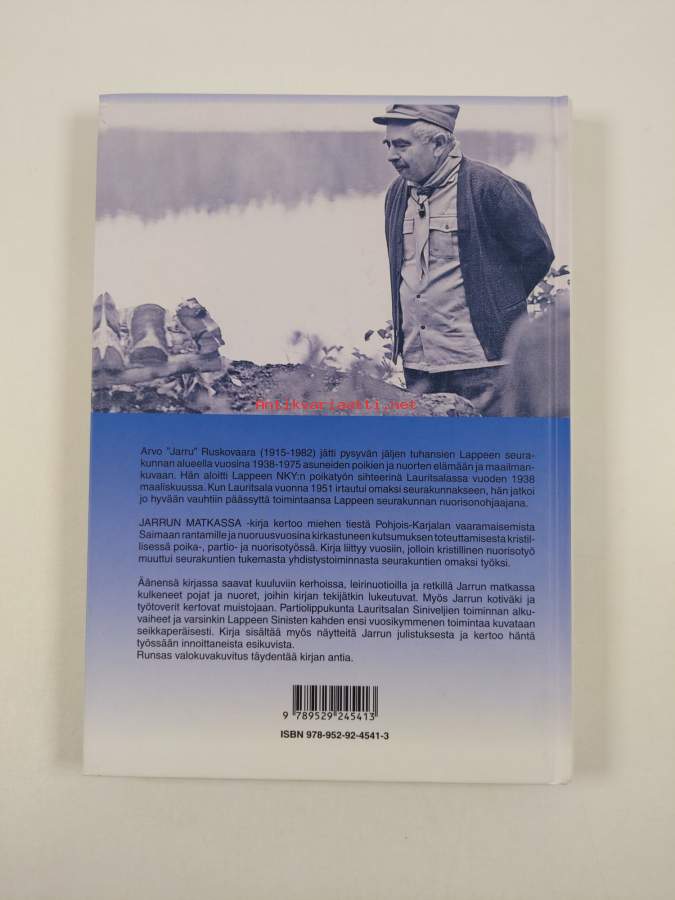 Antikvariaatti.net
Arvo "Jarru" Ruskovaara (1915-1982) jätti pysyvän jäljen tuhansien Lappeen seura-
kunnan alueella vuosina 1938-1975 asuneiden poikien ja nuorten elämään ja maailman-
kuvaan. Hän aloitti Lappeen NKY:n poikatyön sihteerinä Lauritsalassa vuoden 1938
maaliskuussa. Kun Lauritsala vuonna 1951 irtautui omaksi seurakunnakseen, hän jatkoi
jo hyvään vauhtiin päässyttä toimintaansa Lappeen seurakunnan nuorisonohjaajana.
JARRUN MATKASSA -kirja kertoo miehen tiestä Pohjois-Karjalan vaaramaisemista
Saimaan rantamille ja nuoruusvuosina kirkastuneen kutsumuksen toteuttamisesta kristil-
lisessä poika-, partio- ja nuorisotyössä. Kirja liittyy vuosiin, jolloin kristillinen nuorisotyö
muuttui seurakuntien tukemasta yhdistystoiminnasta seurakuntien omaksi työksi.
Äänensä kirjassa saavat kuuluviin kerhoissa, leirinuotioilla ja retkillä Jarrun matkassa
kulkeneet pojat ja nuoret, joihin kirjan tekijätkin lukeutuvat. Myös Jarrun kotiväki ja
työtoverit kertovat muistojaan. Partiolippukunta Lauritsalan Siniveljien toiminnan alku-
vaiheet ja varsinkin Lappeen Sinisten kahden ensi vuosikymmenen toimintaa kuvataan
seikkaperäisesti. Kirja sisältää myös näytteitä Jarrun julistuksesta ja kertoo häntä
työssään innoittaneista esikuvista.
Runsas valokuvakuvitus täydentää kirjan antia.
9 789529 245413
ISBN 978-952-92-4541-3